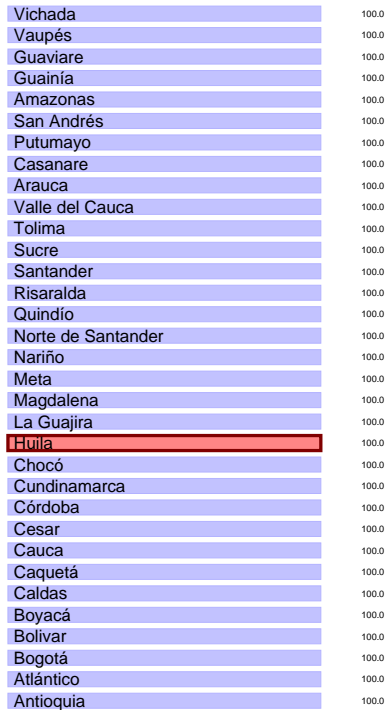 Vichada 100.0
Vaupés 100.0
Guaviare 100.0
Guainía 100.0
Amazonas 100.0
San Andrés 100.0
Putumayo 100.0
Casanare 100.0
Arauca 100.0
Valle del Cauca 100.0
Tolima 100.0
Sucre 100.0
Santander 100.0
Risaralda 100.0
Quindío 100.0
Norte de Santander 100.0
Nariño 100.0
Meta 100.0
Magdalena 100.0
La Guajira 100.0
Huila 100.0
Chocó 100.0
Cundinamarca 100.0
Córdoba 100.0
Cesar 100.0
Cauca 100.0
Caquetá 100.0
Caldas 100.0
Boyacá 100.0
Bolivar 100.0
Bogotá 100.0
Atlántico 100.0
Antioquia 100.0